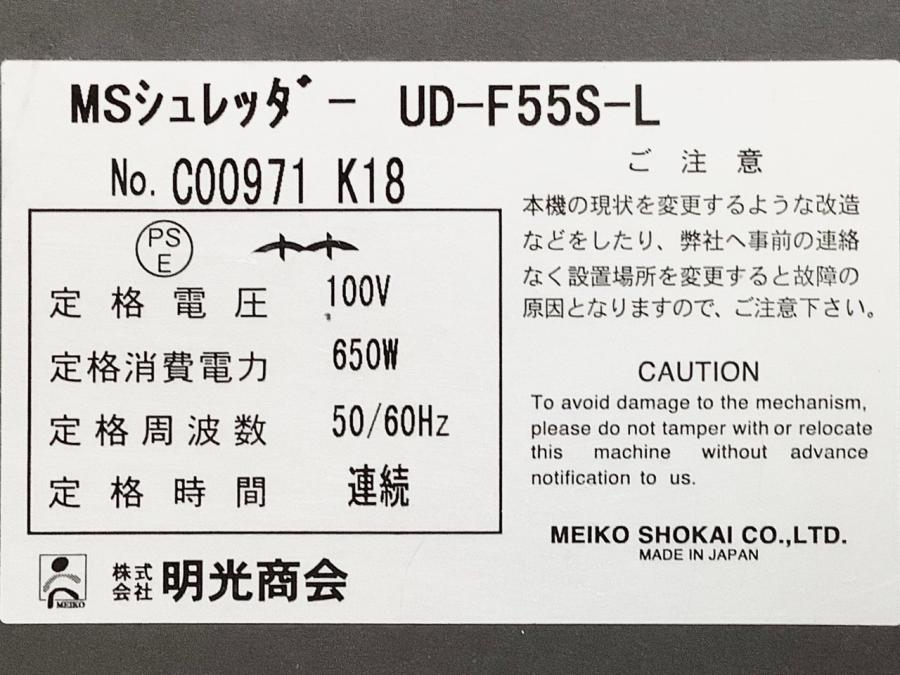 MSシュレッダー UD-F55S-L
No. C00971 K18
PS
E
定格電圧 100V
定格消費電力 650W
定格周波数 50/60Hz
定格時間 連続
ご注意
本機の現状を変更するような改造
などをしたり、弊社へ事前の連絡
なく設置場所を変更すると故障の
原因となりますので、ご注意下さい。
CAUTION
To avoid damage to the mechanism,
please do not tamper with or relocate
this machine without advance
notification to us.
MEIKO SHOKAI CO.,LTD.
MADE IN JAPAN
MEIKO
株式会社 明光商会